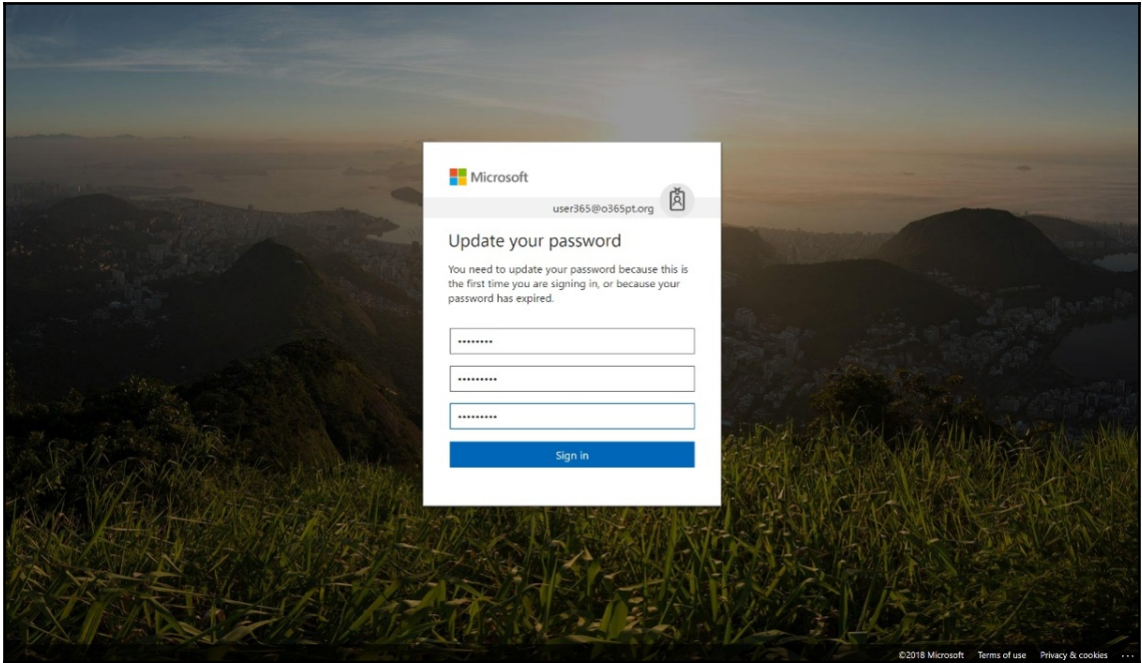 Microsoft
user365@o365pt.org
Update your password
You need to update your password because this is
the first time you are signing in, or because your
password has expired.
••••••••
•••••••••
•••••••••
Sign in
©2018 Microsoft Terms of use Privacy & cookies ...